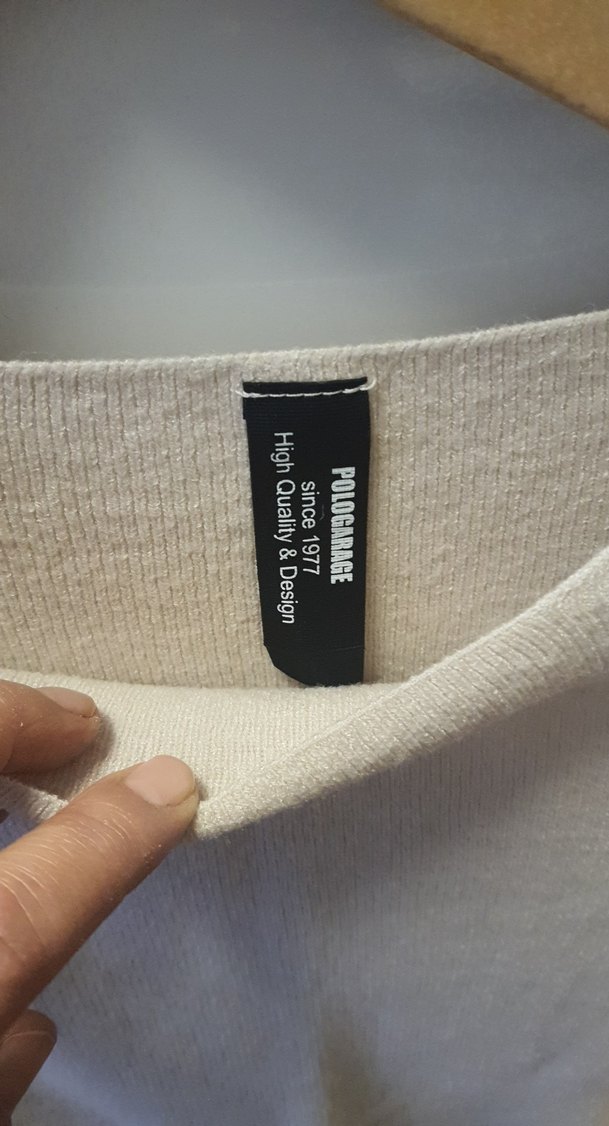 POLOGARAGE
since 1977
High Quality & Design